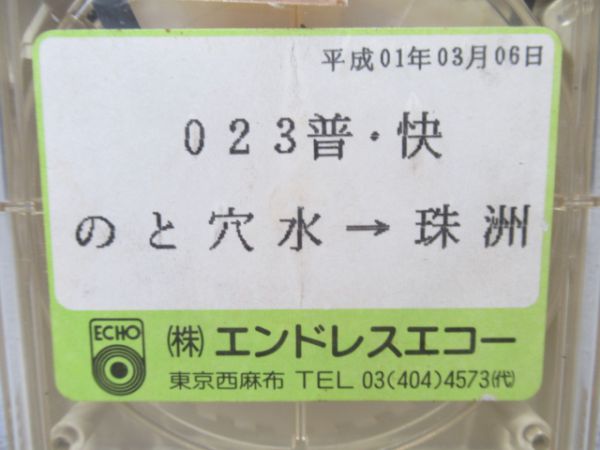 平成01年03月06日
023普・快
のと穴水→珠洲
ECHO
㈱エンドレスエコー
東京西麻布 TEL 03(404)4573㈹